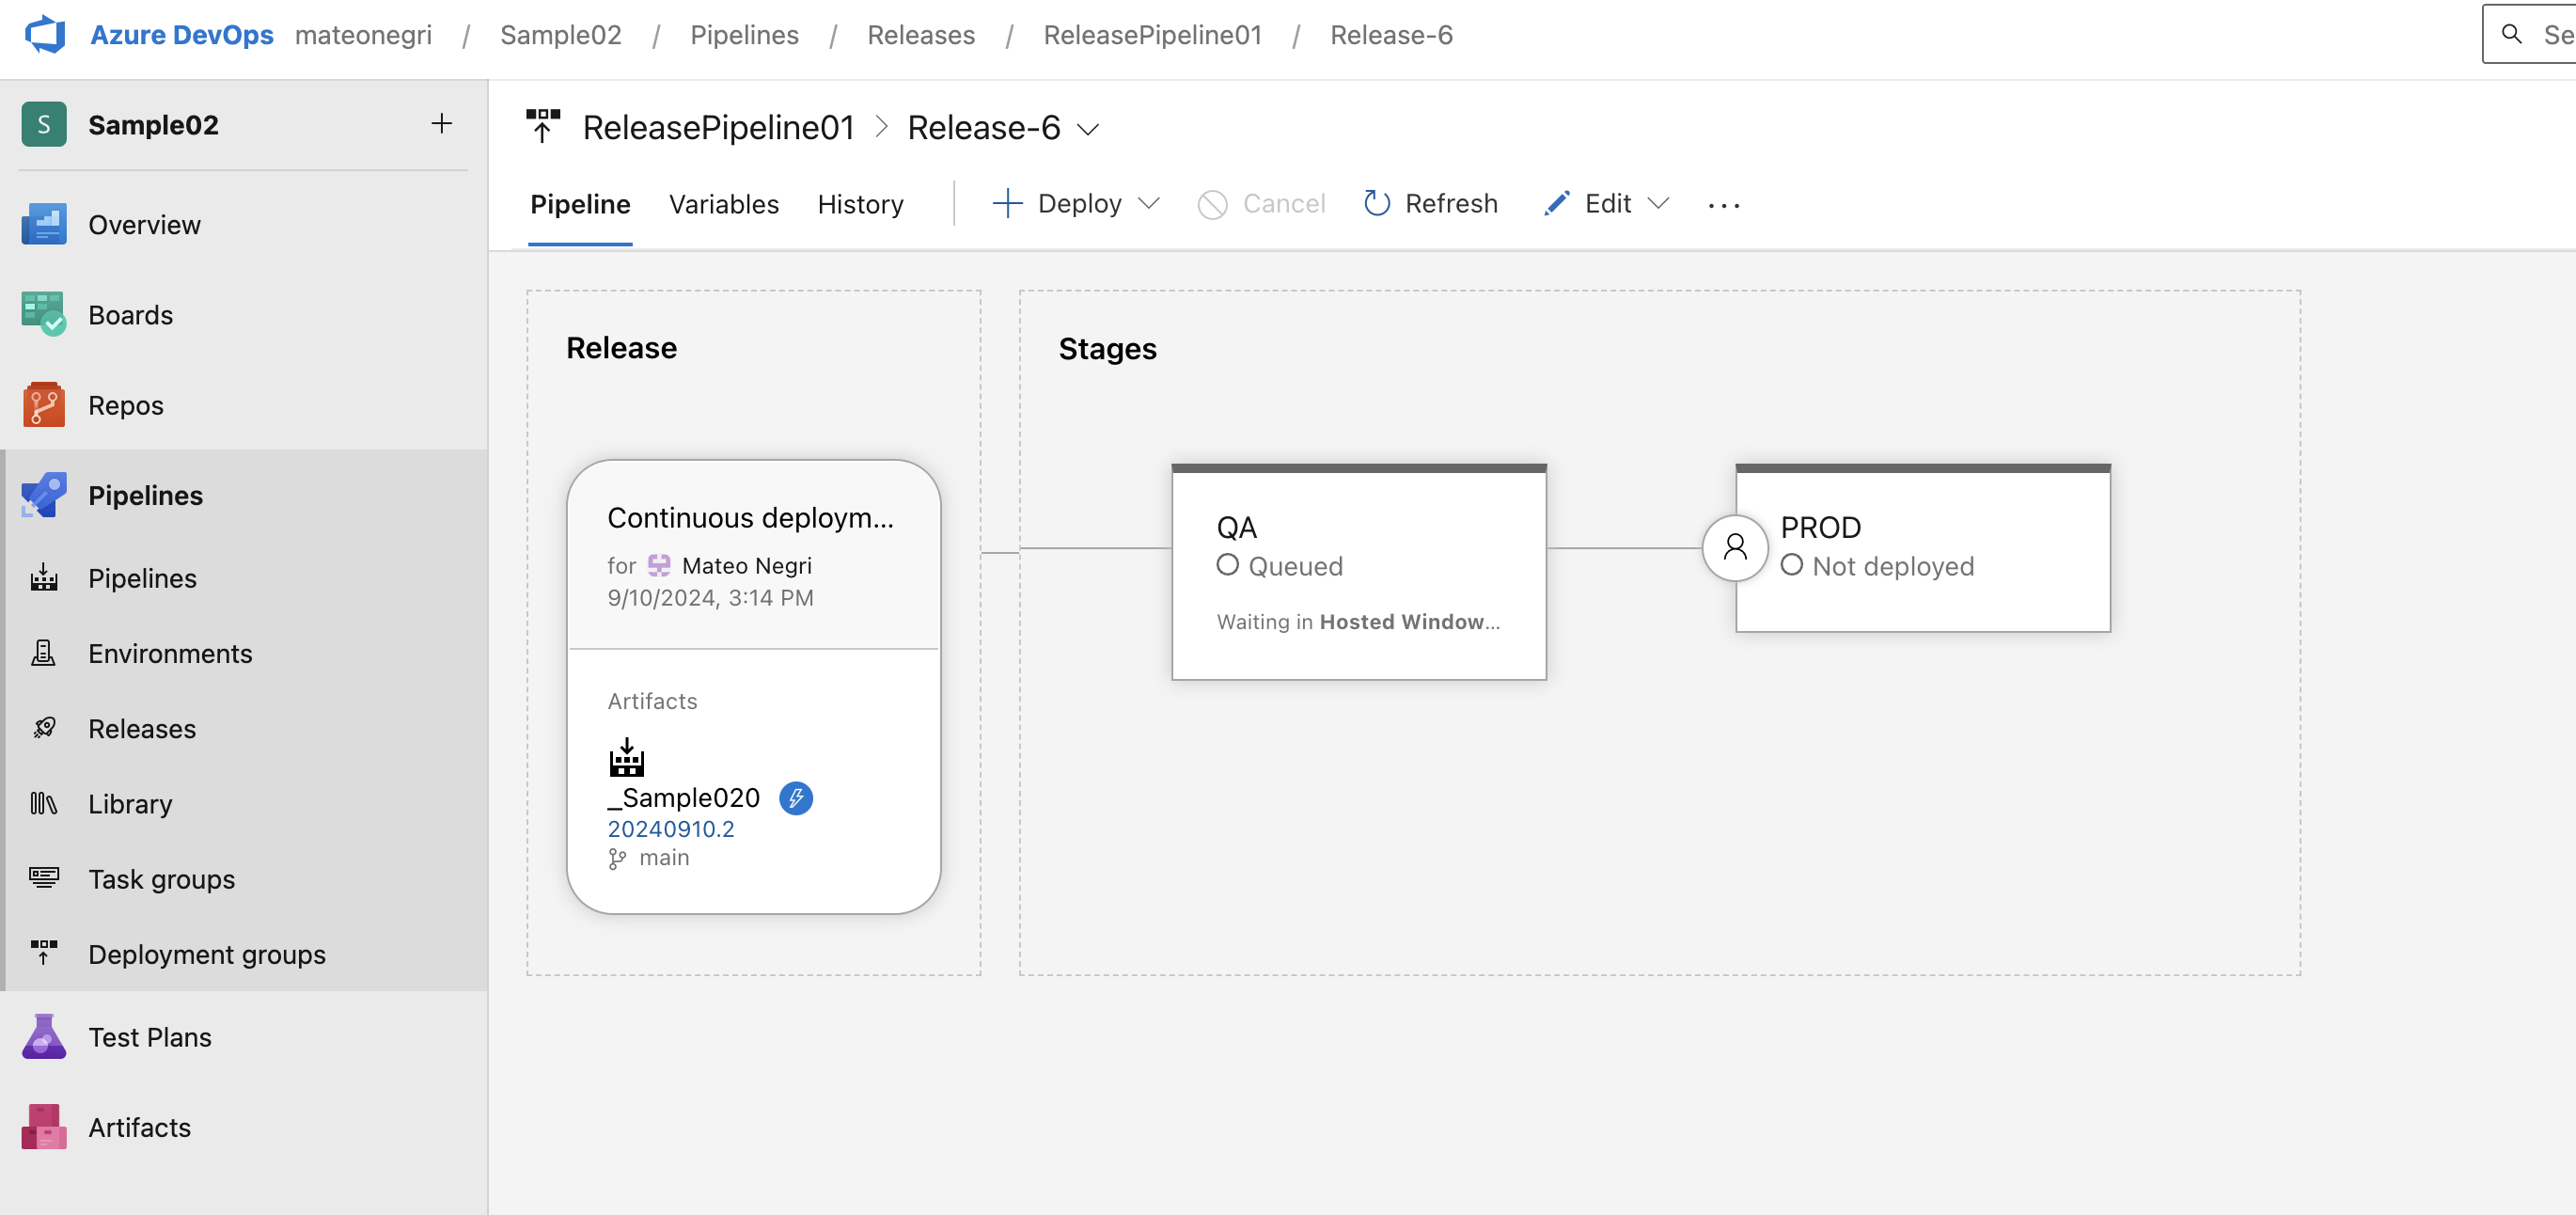 Azure DevOps mateonegri / Sample02 / Pipelines / Releases / ReleasePipeline01 / Release-6
Se
S Sample02 +
Overview
Boards
Repos
Pipelines
Pipelines
Environments
Releases
Library
Task groups
Deployment groups
Test Plans
Artifacts
ReleasePipeline01 > Release-6
Pipeline Variables History Deploy Cancel Refresh Edit ...
Release
Continuous deploym...
for Mateo Negri
9/10/2024, 3:14 PM
Artifacts
_Sample020
20240910.2
main
Stages
QA
Queued
Waiting in Hosted Window...
PROD
Not deployed